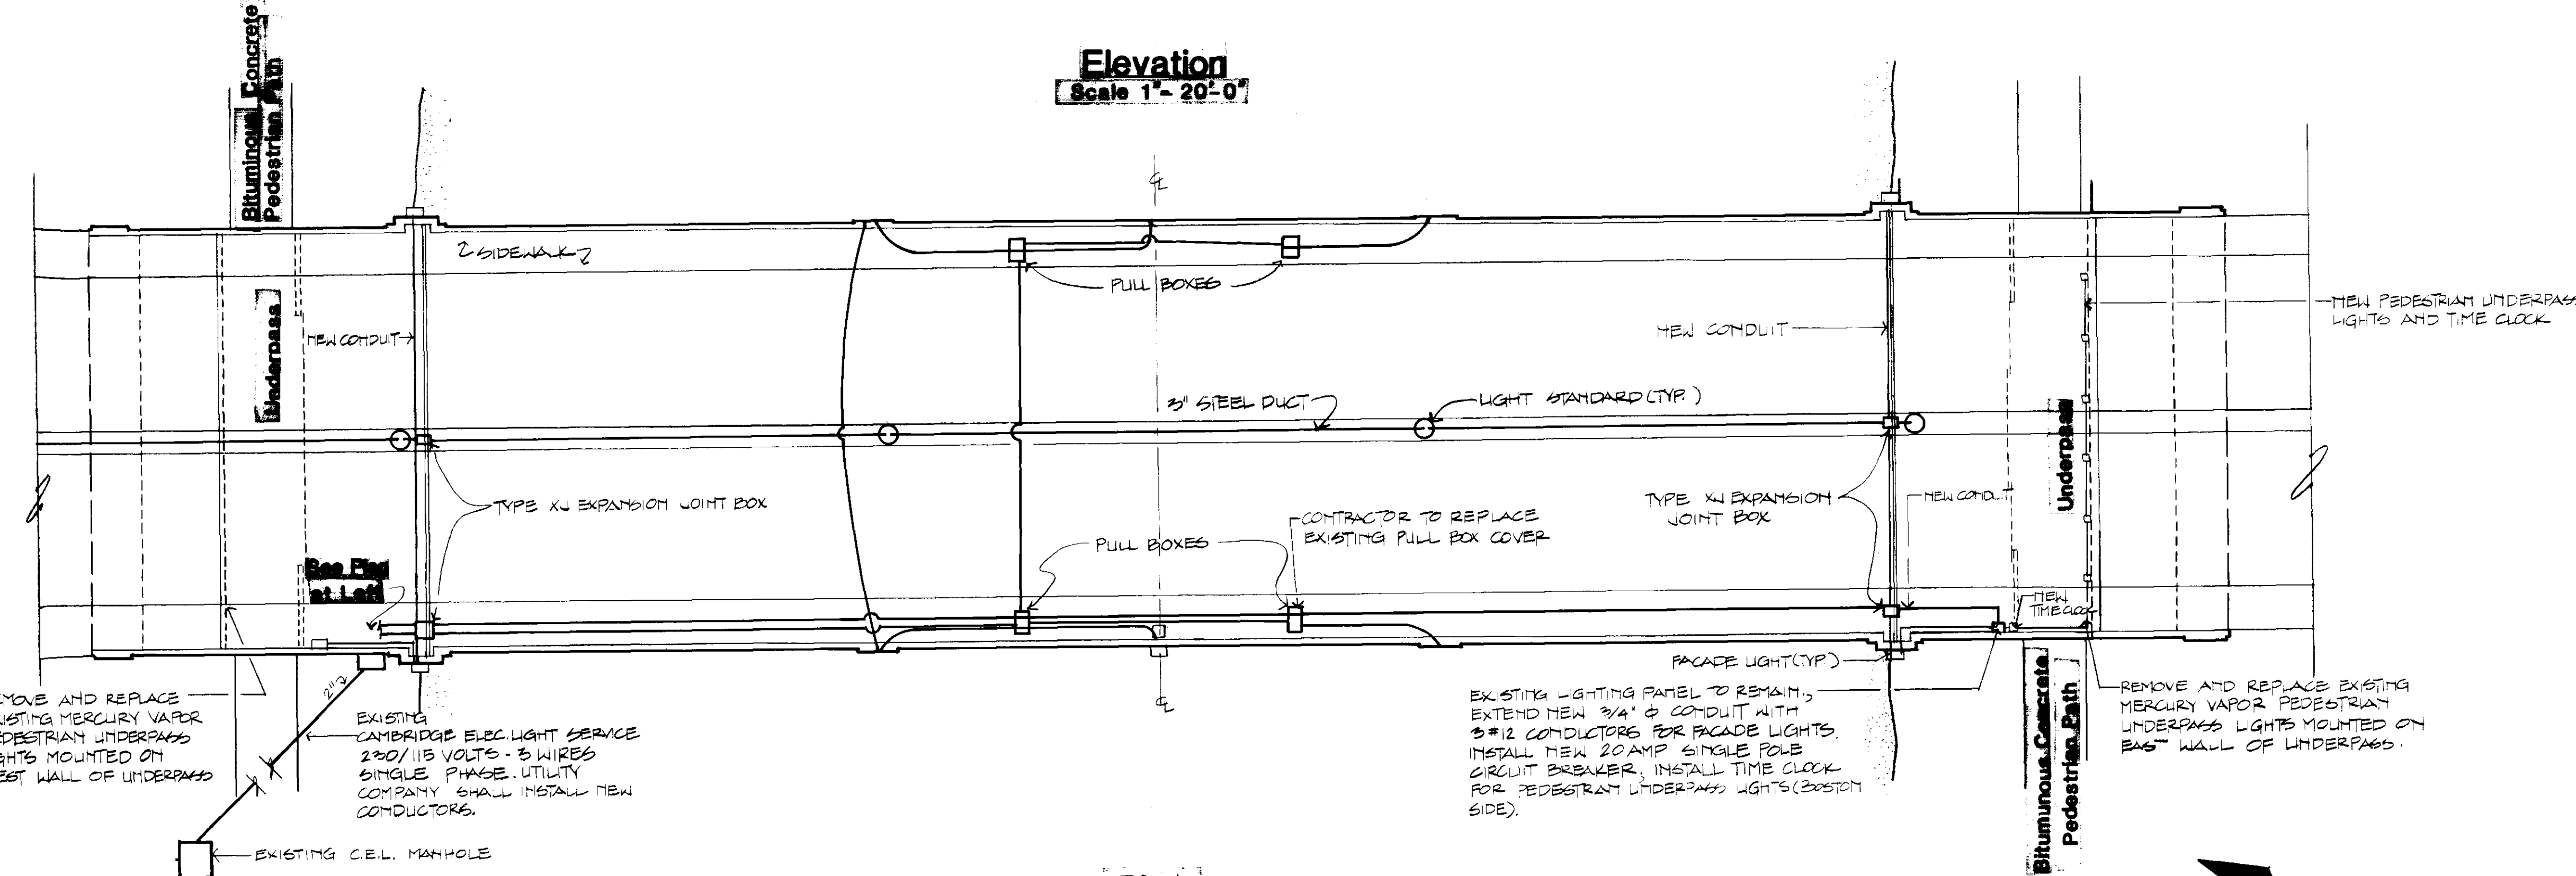 Elevation
Scale 1"- 20'-0"
Bituminous Concrete
Pedestrian Path
℄
SIDEWALK
PULL BOXES
Underpass
NEW CONDUIT
NEW CONDUIT
NEW PEDESTRIAN UNDERPASS
LIGHTS AND TIME CLOCK
3" STEEL DUCT
LIGHT STANDARD (TYP.)
Underpass
TYPE XJ EXPANSION JOINT BOX
TYPE XJ EXPANSION
JOINT BOX
NEW CONDUIT
CONTRACTOR TO REPLACE
EXISTING PULL BOX COVER
PULL BOXES
See Plan
at Left
NEW
TIME CLOCK
FACADE LIGHT (TYP.)
2"
℄
EMOVE AND REPLACE
ISTING MERCURY VAPOR
EDESTRIAN UNDERPASS
GHTS MOUNTED ON
EST WALL OF UNDERPASS
EXISTING
CAMBRIDGE ELEC. LIGHT SERVICE
230/115 VOLTS - 3 WIRES
SINGLE PHASE. UTILITY
COMPANY SHALL INSTALL NEW
CONDUCTORS.
EXISTING C.E.L. MANHOLE
EXISTING LIGHTING PANEL TO REMAIN.,
EXTEND NEW 3/4" φ CONDUIT WITH
3#12 CONDUCTORS FOR FACADE LIGHTS.
INSTALL NEW 20 AMP SINGLE POLE
CIRCUIT BREAKER, INSTALL TIME CLOCK
FOR PEDESTRAN UNDERPASS LIGHTS (BOSTON
SIDE).
Bitumunous Concrete
Pedestrian Path
REMOVE AND REPLACE EXISTING
MERCURY VAPOR PEDESTRIAN
UNDERPASS LIGHTS MOUNTED ON
EAST WALL OF UNDERPASS.